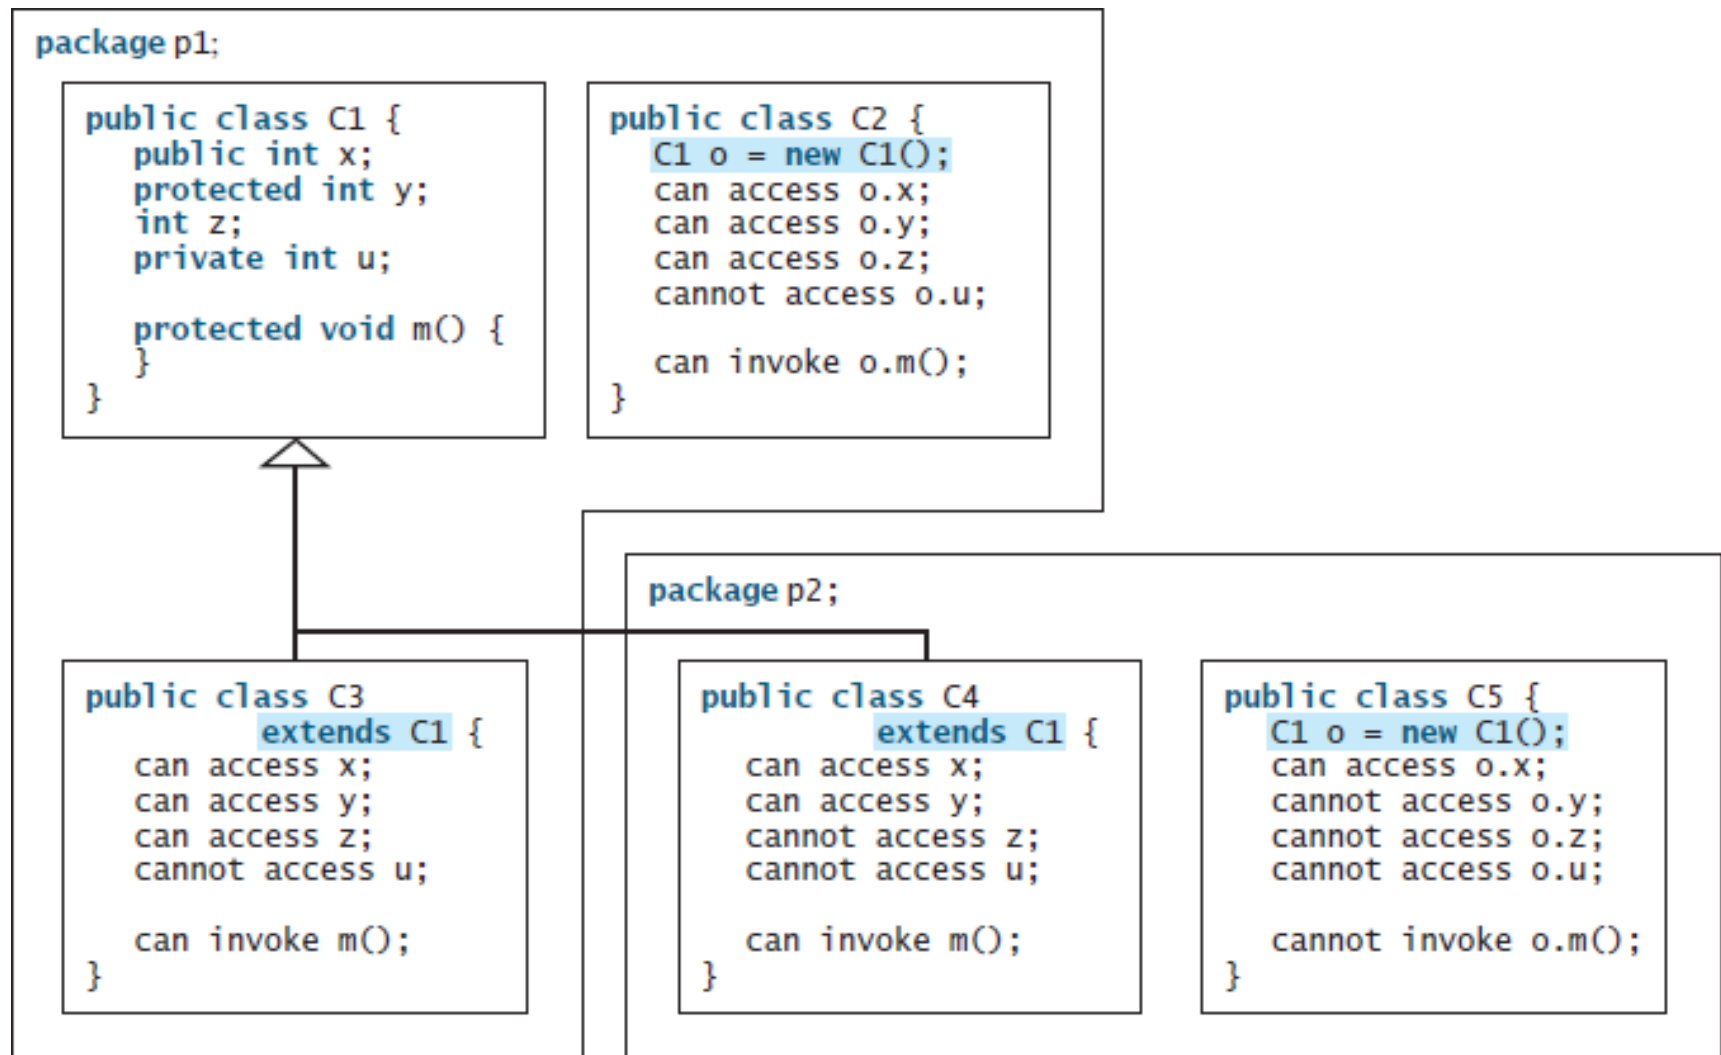 package p1;
public class C1 {
public int x;
protected int y;
int z;
private int u;
protected void m() {
}
}
public class C2 {
C1 o = new C1();
can access o.x;
can access o.y;
can access o.z;
cannot access o.u;
can invoke o.m();
}
package p2;
public class C3
extends C1 {
can access x;
can access y;
can access z;
cannot access u;
can invoke m();
}
public class C4
extends C1 {
can access x;
can access y;
cannot access z;
cannot access u;
can invoke m();
}
public class C5 {
C1 o = new C1();
can access o.x;
cannot access o.y;
cannot access o.z;
cannot access o.u;
cannot invoke o.m();
}